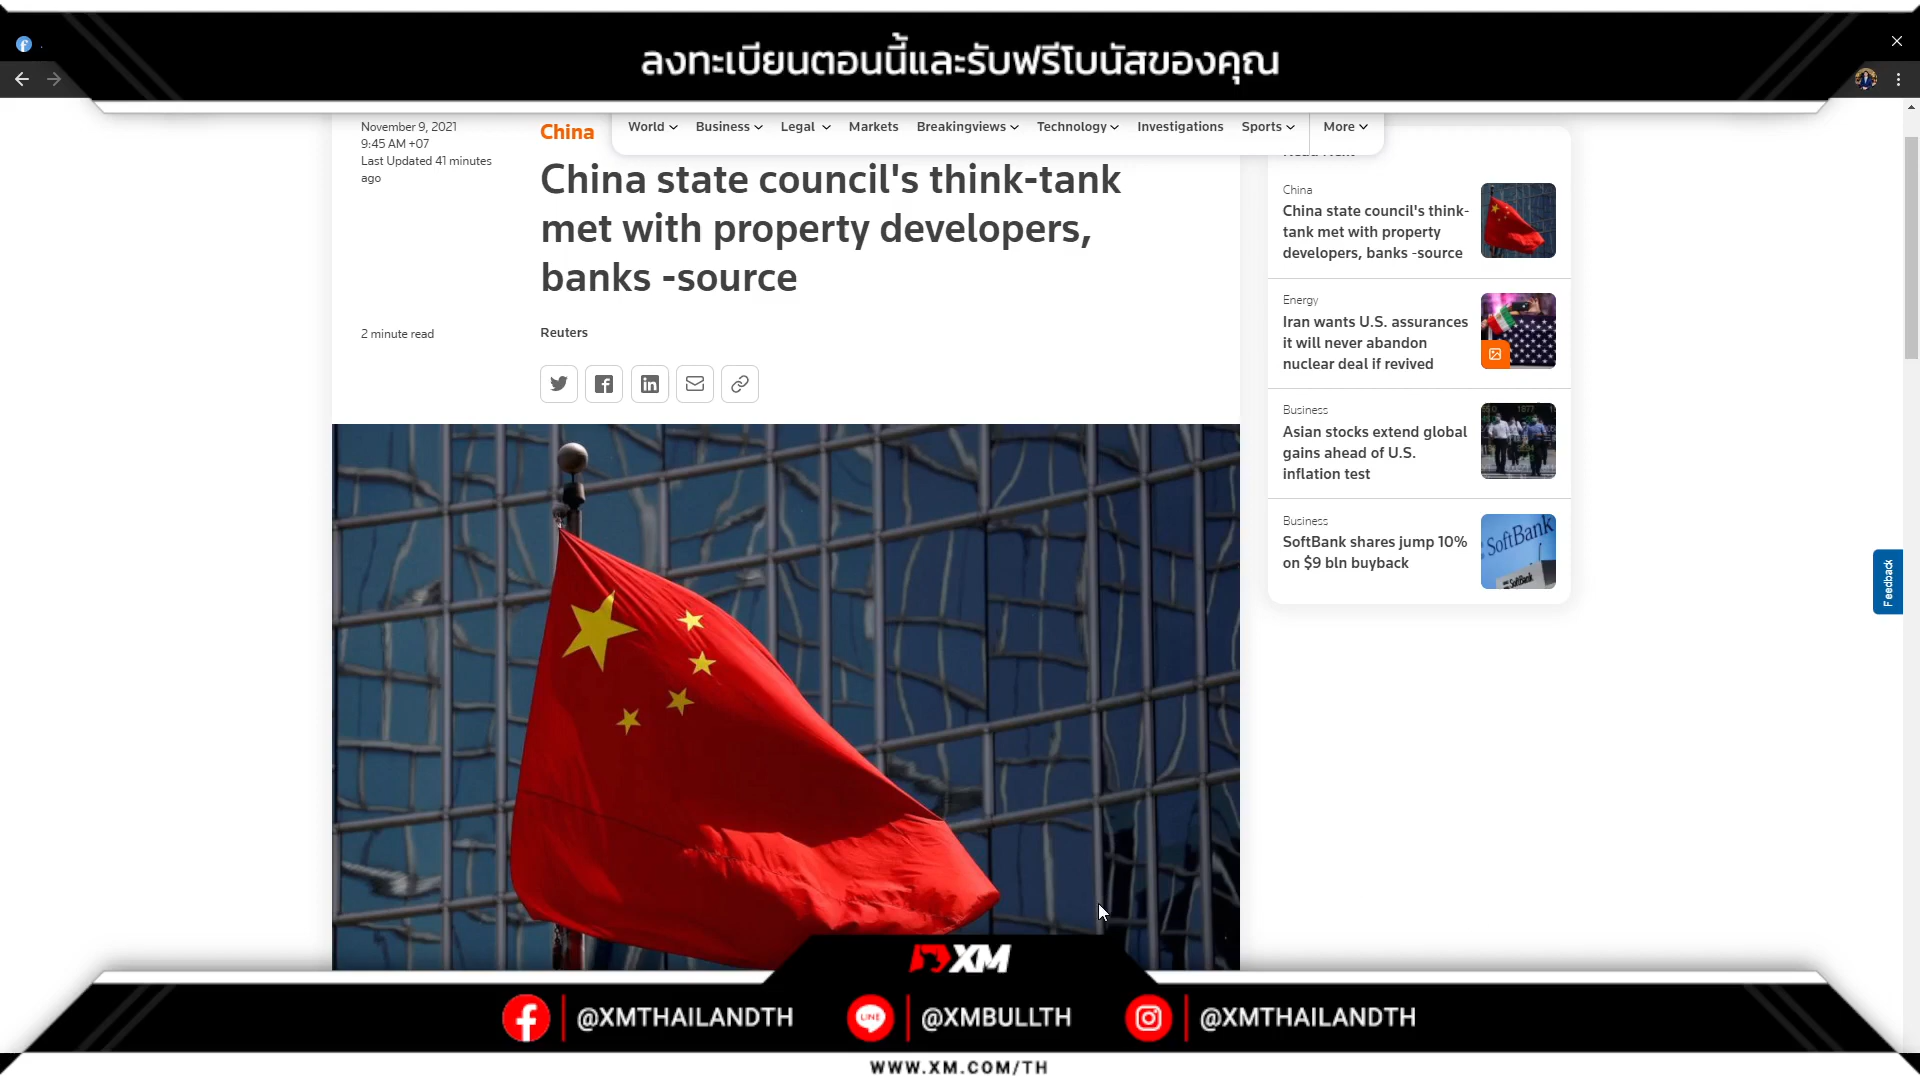 ลงทะเบียนตอนนี้และรับฟรีโบนัสของคุณ
World
Business
Legal
Markets
Breakingviews
Technology
Investigations
Sports
More
November 9, 2021
9:45 AM +07
Last Updated 41 minutes
ago
China
China state council's think-tank
met with property developers,
banks -source
2 minute read
Reuters
China
China state council's think-
tank met with property
developers, banks -source
Energy
Iran wants U.S. assurances
it will never abandon
nuclear deal if revived
Business
Asian stocks extend global
gains ahead of U.S.
inflation test
Business
SoftBank shares jump 10%
on $9 bln buyback
SoftBank
SoftBank
Feedback
XM
@XMTHAILANDTH
LINE
@XMBULLTH
@XMTHAILANDTH
WWW.XM.COM/TH